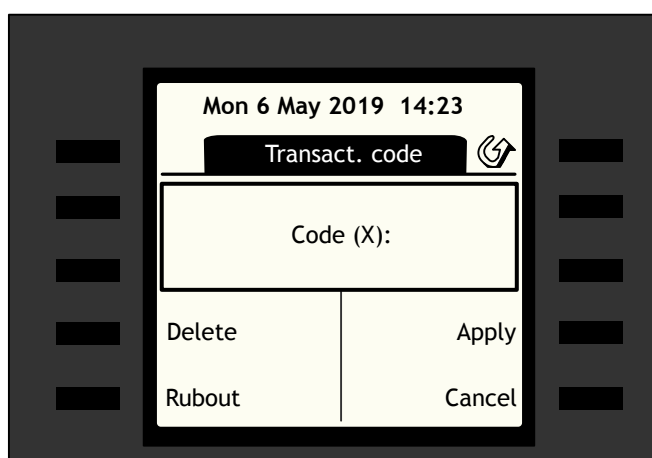 Mon 6 May 2019 14:23
Transact. code
Code (X):
Delete Apply
Rubout Cancel